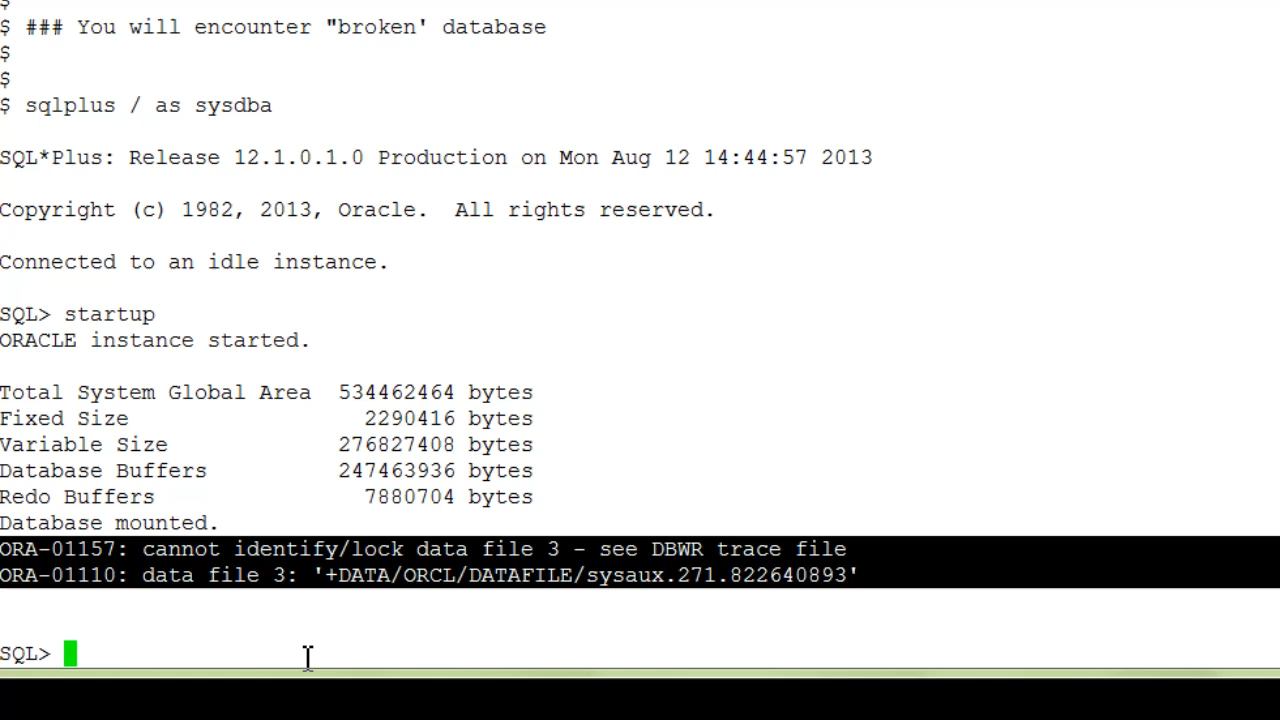 $
$ ### You will encounter "broken' database
$
$
$ sqlplus / as sysdba
SQL*Plus: Release 12.1.0.1.0 Production on Mon Aug 12 14:44:57 2013
Copyright (c) 1982, 2013, Oracle.  All rights reserved.
Connected to an idle instance.
SQL> startup
ORACLE instance started.
Total System Global Area  534462464 bytes
Fixed Size                  2290416 bytes
Variable Size             276827408 bytes
Database Buffers          247463936 bytes
Redo Buffers                7880704 bytes
Database mounted.
ORA-01157: cannot identify/lock data file 3 - see DBWR trace file
ORA-01110: data file 3: '+DATA/ORCL/DATAFILE/sysaux.271.822640893'
SQL>